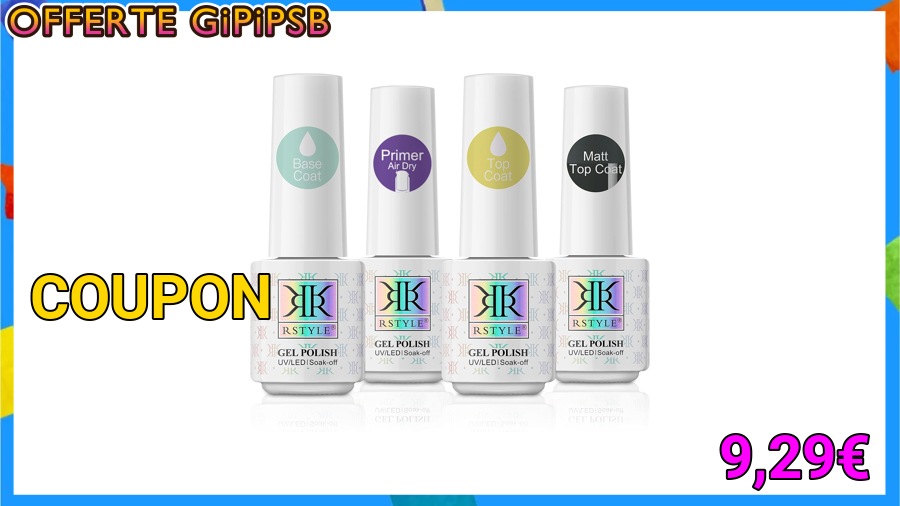 OFFERTE GiPiPSB
Base
Coat
Primer
Air Dry
Top
Coat
Matt
Top Coat
COUPON
RSTYLE®
GEL POLISH
UV/LED|Soak-off
RSTYLE®
GEL POLISH
UV/LED|Soak-off
RSTYLE®
GEL POLISH
UV/LED|Soak-off
RSTYLE®
GEL POLISH
UV/LED|Soak-off
9,29€